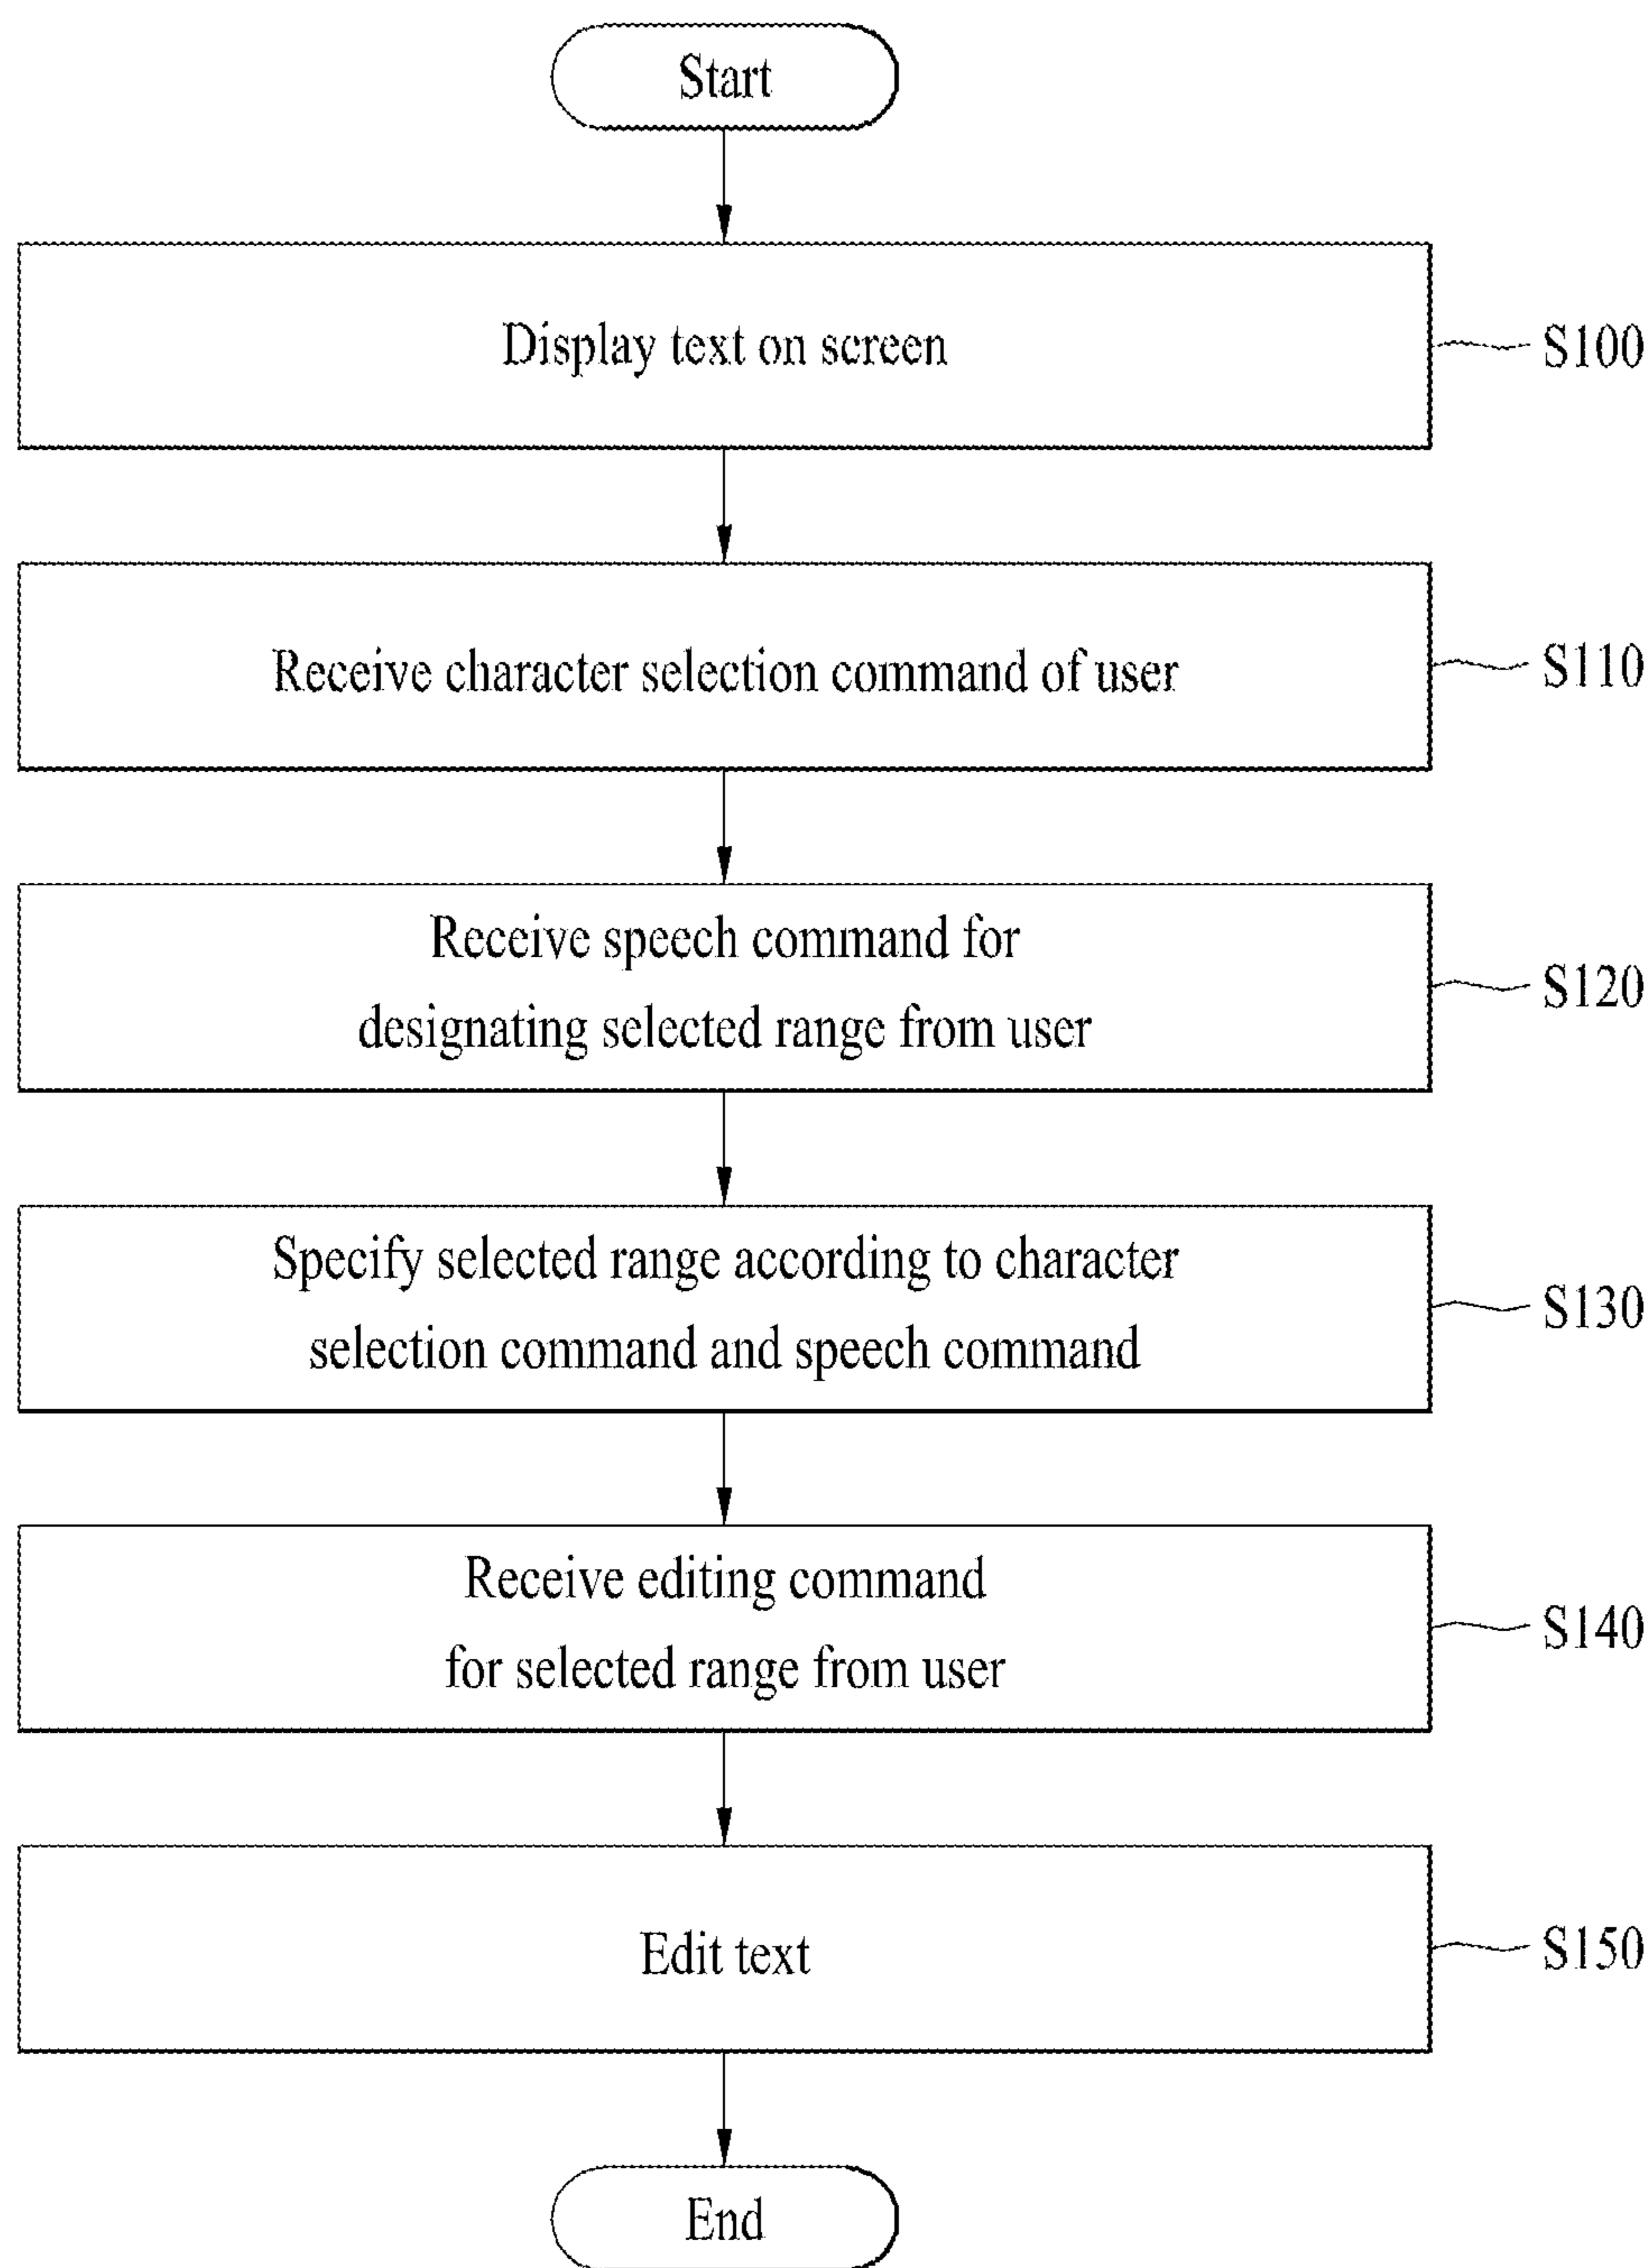 Start
Display text on screen
S100
Receive character selection command of user
S110
Receive speech command for
designating selected range from user
S120
Specify selected range according to character
selection command and speech command
S130
Receive editing command
for selected range from user
S140
Edit text
S150
End